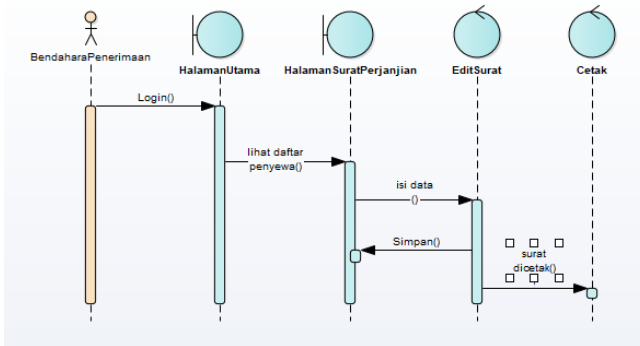 BendaharaPenerimaan
HalamanUtama
HalamanSuratPerjanjian
EditSurat
Cetak
Login()
lihat daftar
penyewa()
isi data
()
Simpan()
surat
dicetak()